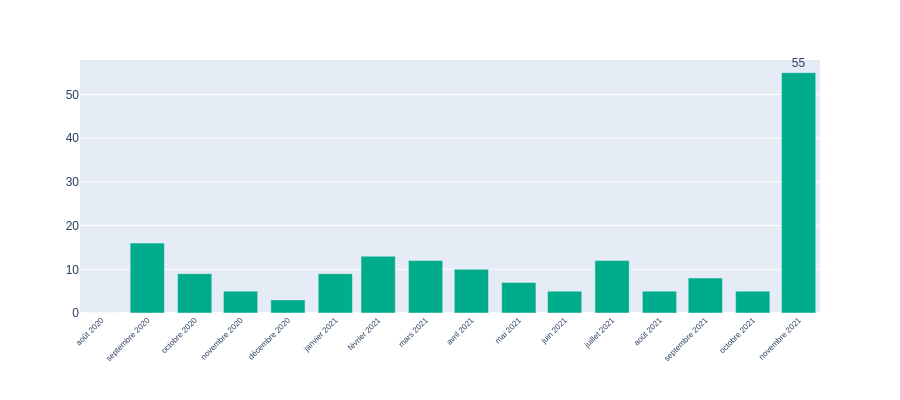 55
50
40
30
20
10
0
août 2020
septembre 2020
octobre 2020
novembre 2020
décembre 2020
janvier 2021
février 2021
mars 2021
avril 2021
mai 2021
juin 2021
juillet 2021
août 2021
septembre 2021
octobre 2021
novembre 2021